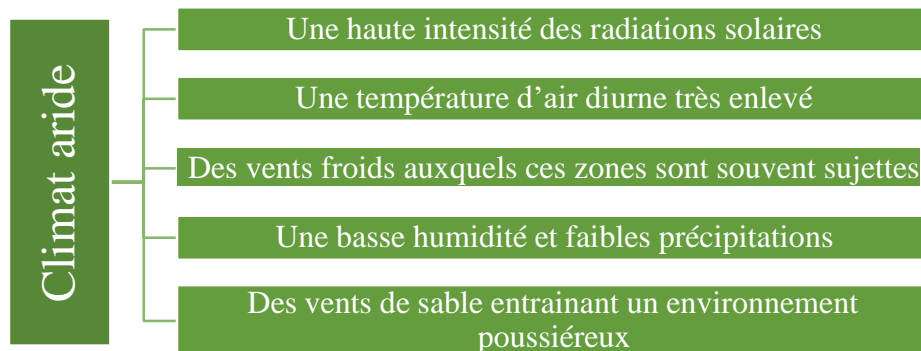 Climat aride
Une haute intensité des radiations solaires
Une température d’air diurne très enlevé
Des vents froids auxquels ces zones sont souvent sujettes
Une basse humidité et faibles précipitations
Des vents de sable entrainant un environnement
poussiéreux